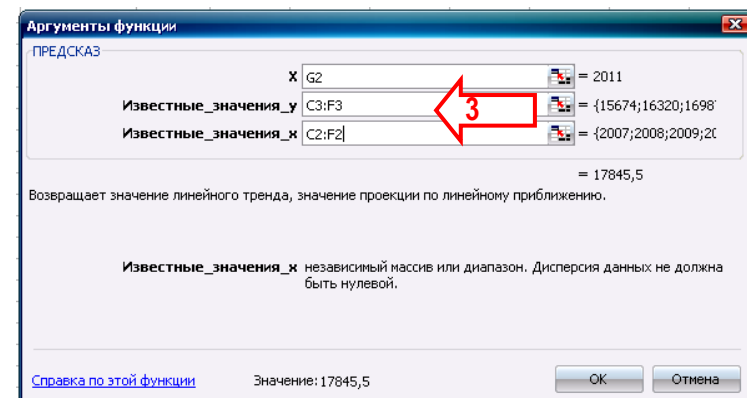 Аргументы функции
ПРЕДСКАЗ
X G2 = 2011
Известные_значения_y C3:F3 = {15674;16320;1698
3
Известные_значения_x C2:F2 = {2007;2008;2009;20
= 17845,5
Возвращает значение линейного тренда, значение проекции по линейному приближению.
Известные_значения_x независимый массив или диапазон. Дисперсия данных не должна
быть нулевой.
Справка по этой функции Значение: 17845,5 OK Отмена